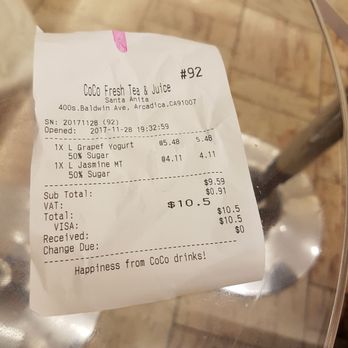 #92
CoCo Fresh Tea & Juice
Santa Anita
400s.Baldwin Ave, Arcadica,CA91007
SN: 20171128 (92)
Opened: 2017-11-28 19:32:59
1X L Grapef Yogurt @5.48 5.48
50% Sugar
1X L Jasmine MT @4.11 4.11
50% Sugar
Sub Total: $9.59
VAT: $0.91
Total: $10.5
VISA: $10.5
Received: $10.5
Change Due: $0
Happiness from CoCo drinks!